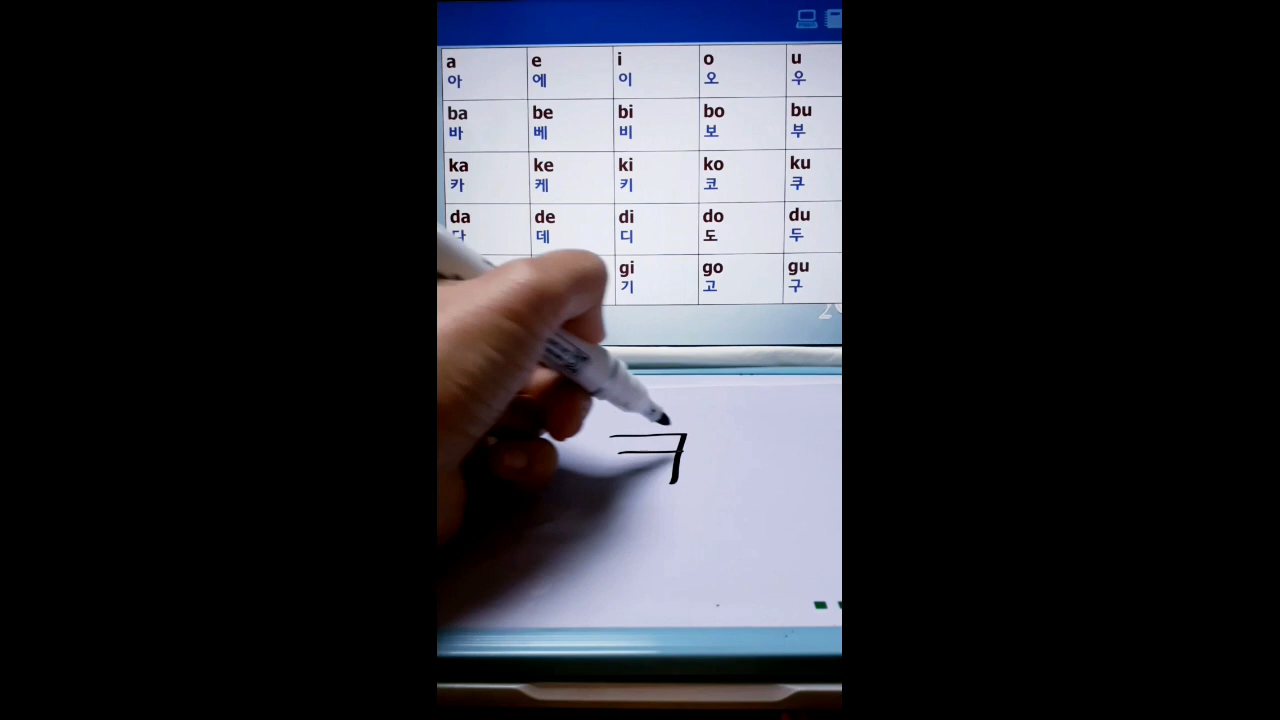 a e i o u
아 에 이 오 우
ba be bi bo bu
바 베 비 보 부
ka ke ki ko ku
카 케 키 코 쿠
da de di do du
다 데 디 도 두
gi go gu
기 고 구
ㅋ